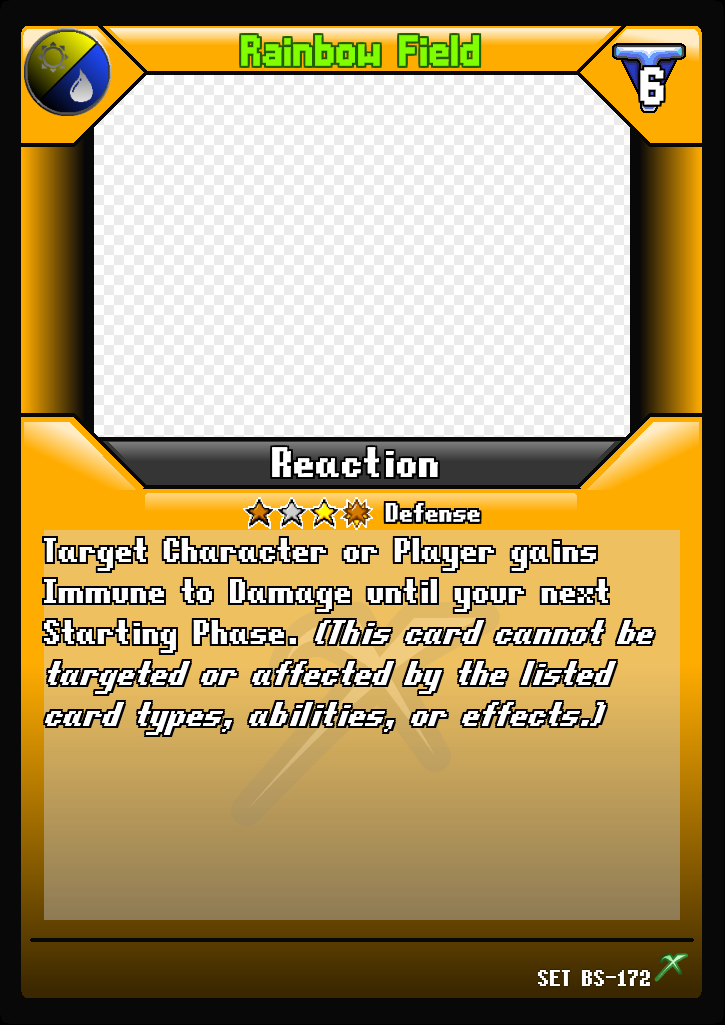 Rainbow Field
6
Reaction
Defense
Target Character or Player gains
Immune to Damage until your next
Starting Phase. (This card cannot be
targeted or affected by the listed
card types, abilities, or effects.)
SET BS-172